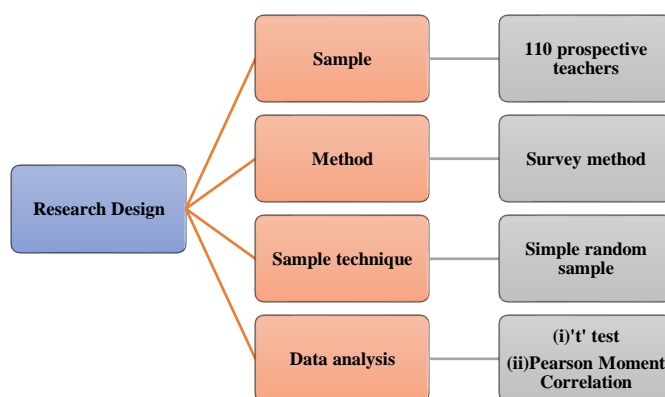 Research Design
Sample
110 prospective
teachers
Method
Survey method
Sample technique
Simple random
sample
Data analysis
(i)'t' test
(ii)Pearson Moment
Correlation